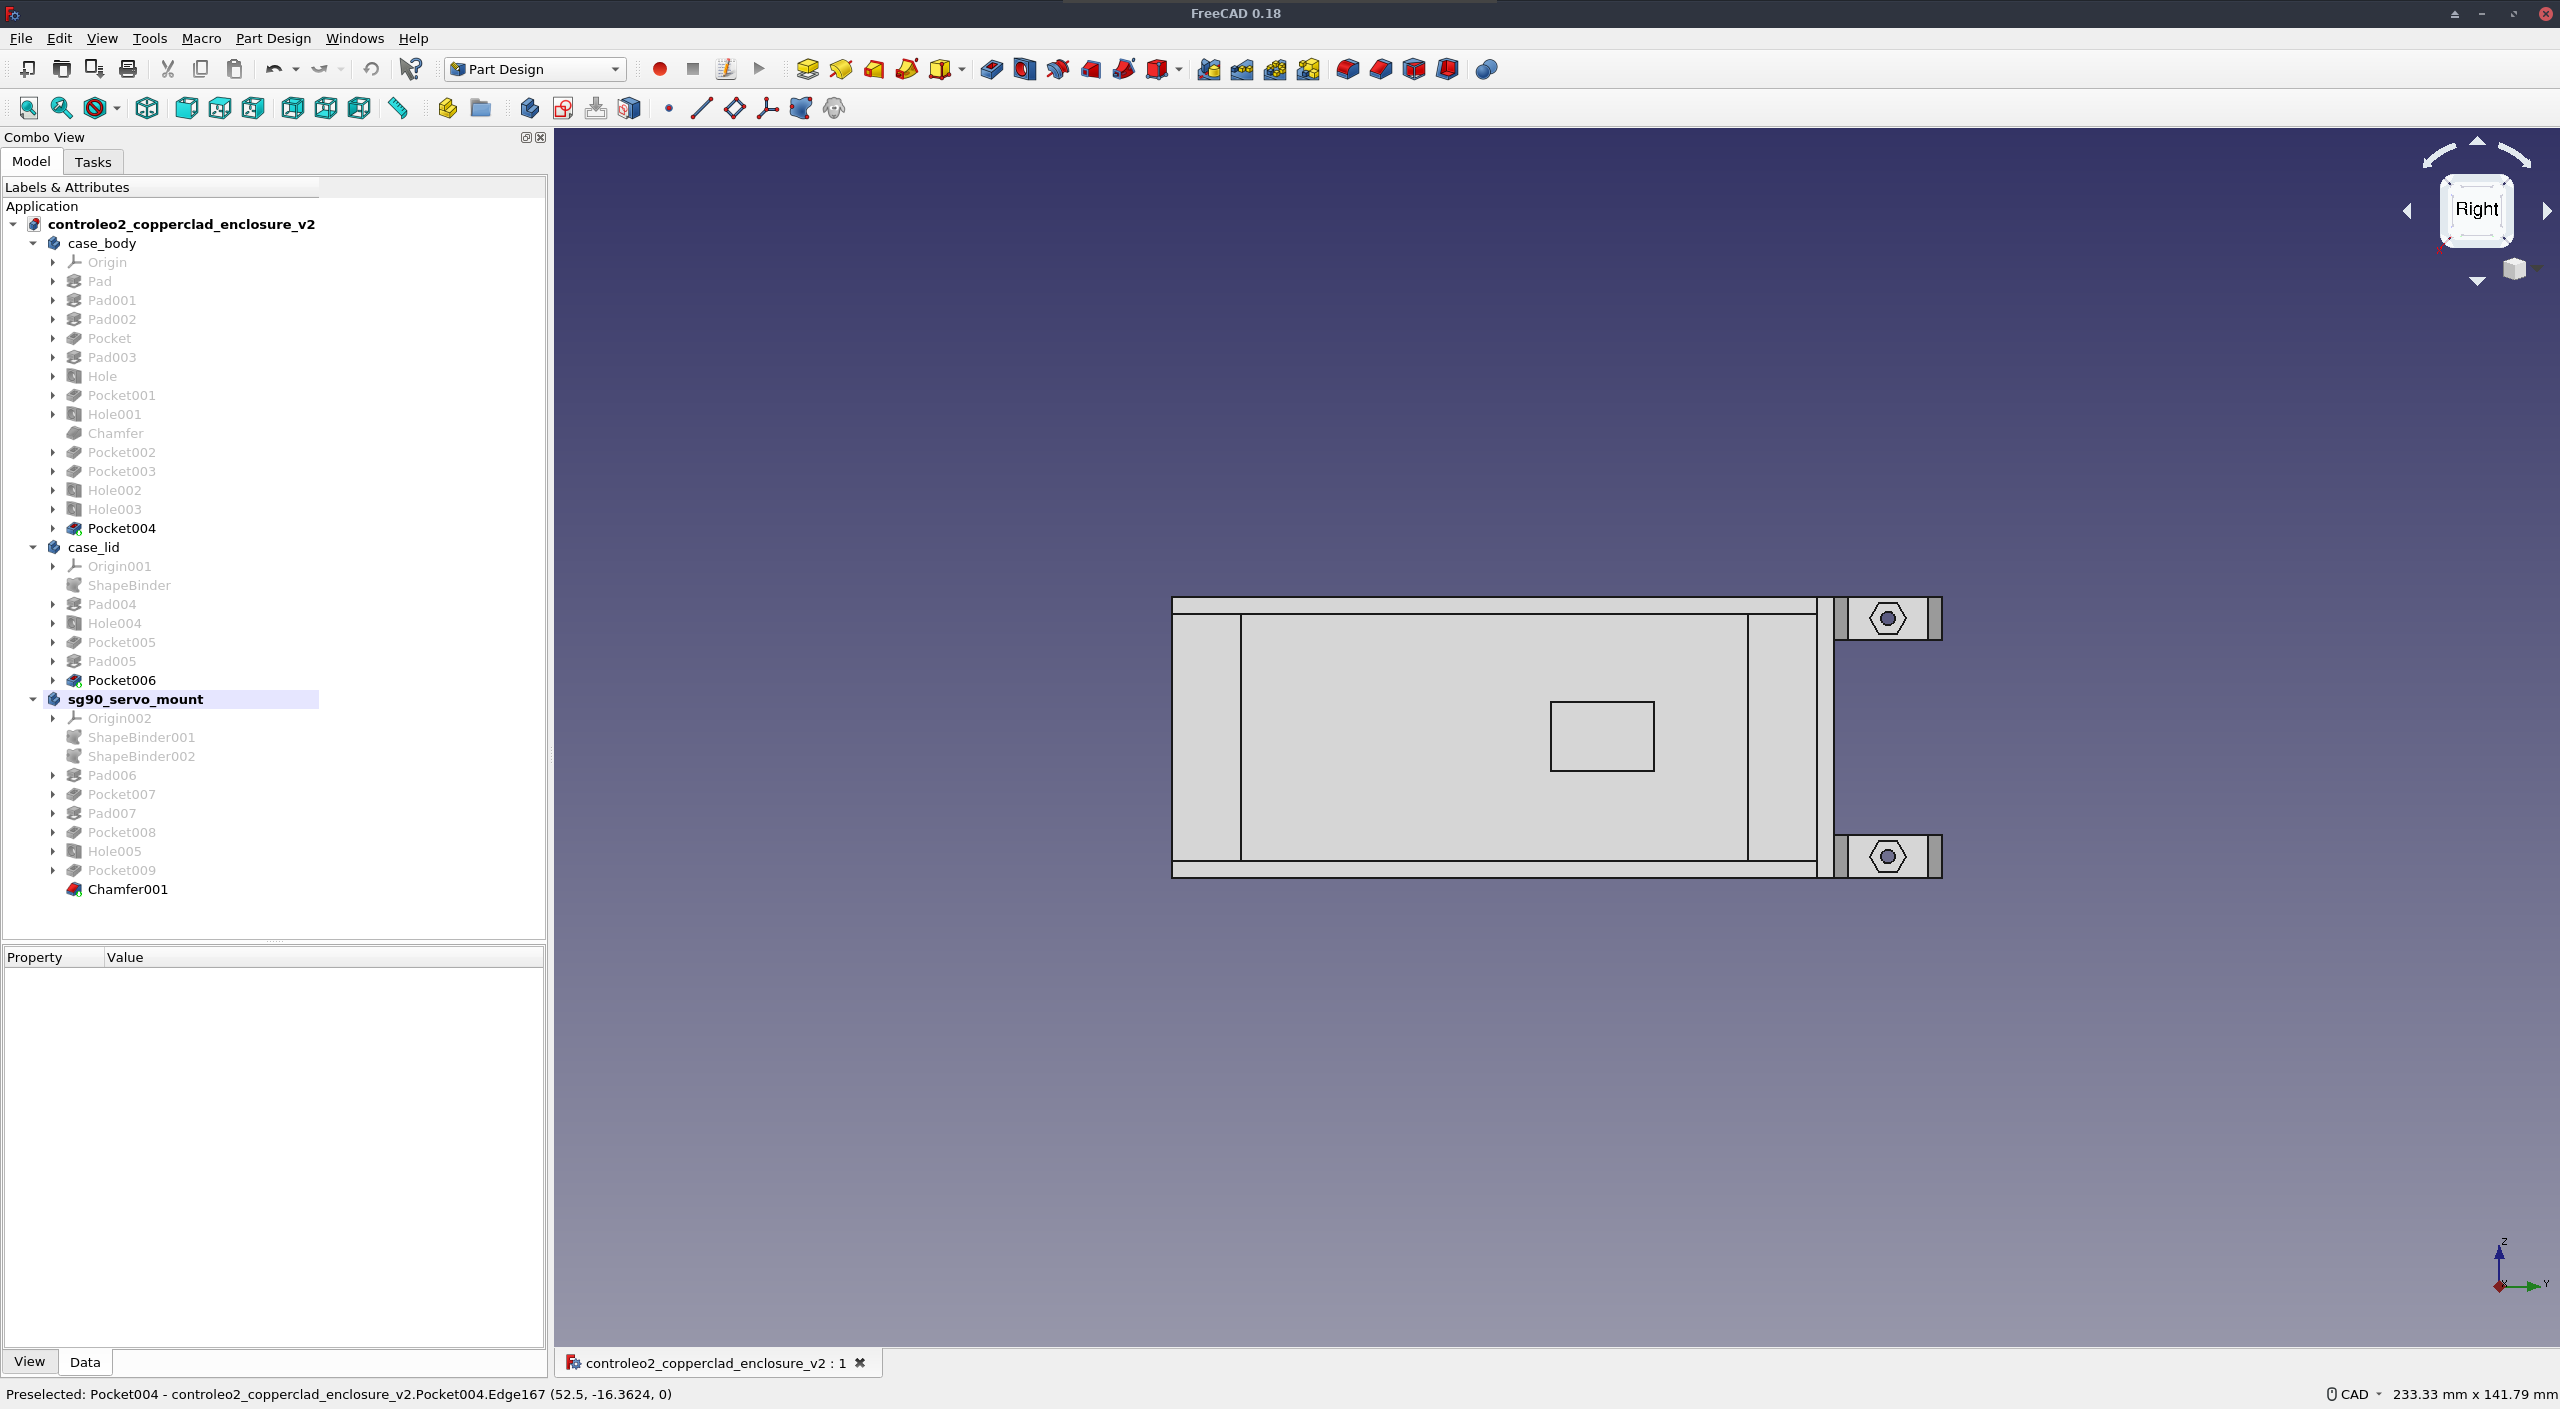 FreeCAD 0.18
File Edit View Tools Macro Part Design Windows Help
Part Design
Combo View
Model Tasks
Labels & Attributes
Application
controleo2_copperclad_enclosure_v2
case_body
Origin
Pad
Pad001
Pad002
Pocket
Pad003
Hole
Pocket001
Hole001
Chamfer
Pocket002
Pocket003
Hole002
Hole003
Pocket004
case_lid
Origin001
ShapeBinder
Pad004
Hole004
Pocket005
Pad005
Pocket006
sg90_servo_mount
Origin002
ShapeBinder001
ShapeBinder002
Pad006
Pocket007
Pad007
Pocket008
Hole005
Pocket009
Chamfer001
Property Value
View Data
Right
Z
X Y
controleo2_copperclad_enclosure_v2 : 1
Preselected: Pocket004 - controleo2_copperclad_enclosure_v2.Pocket004.Edge167 (52.5, -16.3624, 0)
CAD 233.33 mm x 141.79 mm